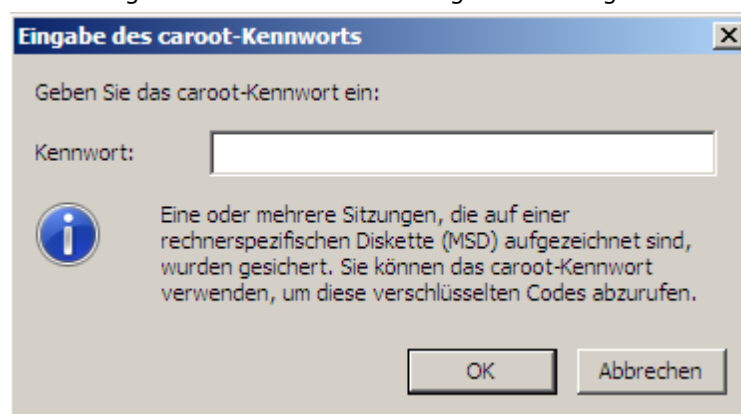 Eingabe des caroot-Kennworts
Geben Sie das caroot-Kennwort ein:
Kennwort:
Eine oder mehrere Sitzungen, die auf einer
rechnerspezifischen Diskette (MSD) aufgezeichnet sind,
wurden gesichert. Sie können das caroot-Kennwort
verwenden, um diese verschlüsselten Codes abzurufen.
OK Abbrechen